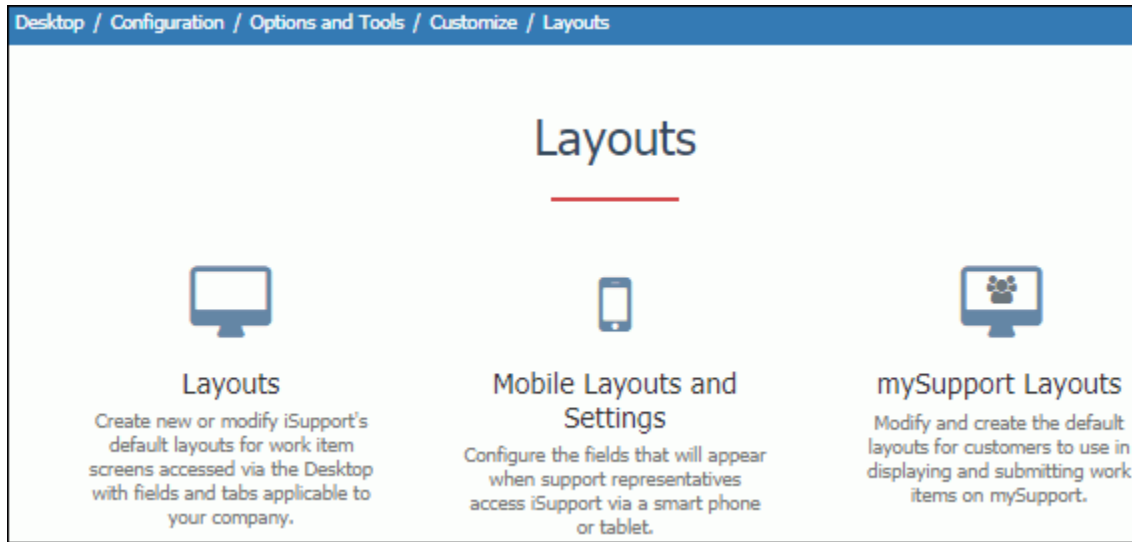 Desktop / Configuration / Options and Tools / Customize / Layouts
Layouts
Layouts
Create new or modify iSupport's
default layouts for work item
screens accessed via the Desktop
with fields and tabs applicable to
your company.
Mobile Layouts and
Settings
Configure the fields that will appear
when support representatives
access iSupport via a smart phone
or tablet.
mySupport Layouts
Modify and create the default
layouts for customers to use in
displaying and submitting work
items on mySupport.